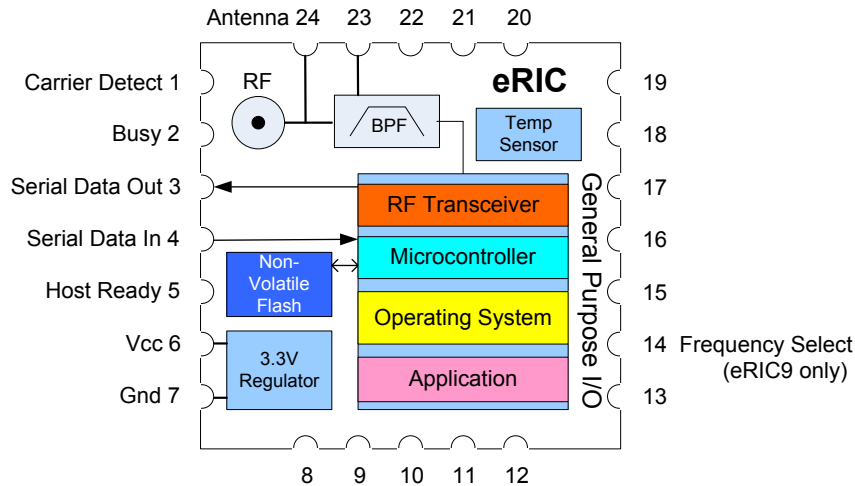 Antenna 24 23 22 21 20
eRIC
Carrier Detect 1
RF
19
BPF
Temp
Sensor
Busy 2
18
Serial Data Out 3
17
RF Transceiver
General Purpose I/O
Serial Data In 4
16
Microcontroller
Non-
Volatile
Flash
Host Ready 5
15
Operating System
Vcc 6
14 Frequency Select
(eRIC9 only)
3.3V
Regulator
Application
Gnd 7
13
8 9 10 11 12